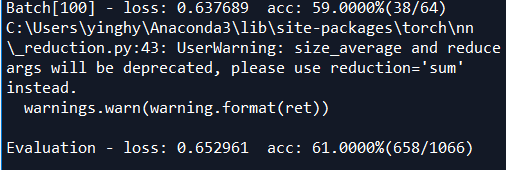 Batch[100] - loss: 0.637689  acc: 59.0000%(38/64)
C:\Users\yinghy\Anaconda3\lib\site-packages\torch\nn
\_reduction.py:43: UserWarning: size_average and reduce
args will be deprecated, please use reduction='sum'
instead.
  warnings.warn(warning.format(ret))
Evaluation - loss: 0.652961  acc: 61.0000%(658/1066)